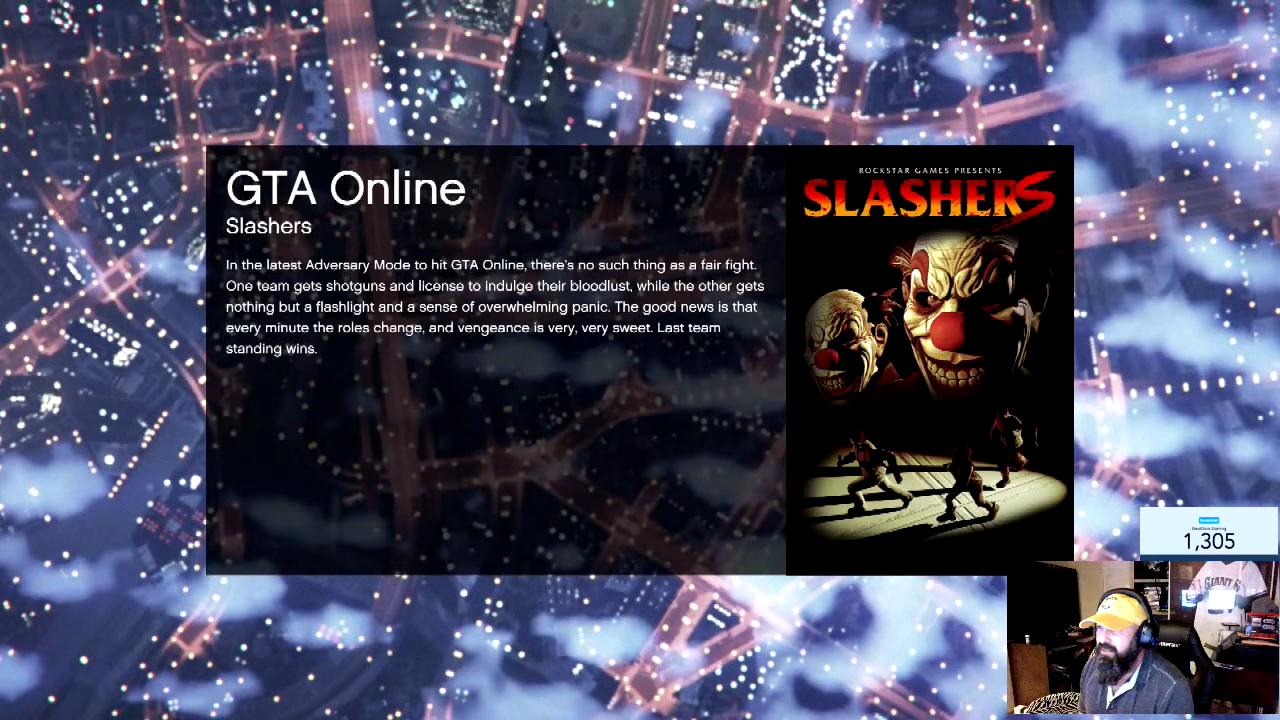 GTA Online
Slashers
In the latest Adversary Mode to hit GTA Online, there's no such thing as a fair fight.
One team gets shotguns and license to indulge their bloodlust, while the other gets
nothing but a flashlight and a sense of overwhelming panic. The good news is that
every minute the roles change, and vengeance is very, very sweet. Last team
standing wins.
ROCKSTAR GAMES PRESENTS
SLASHERS
1,305
GIANTS